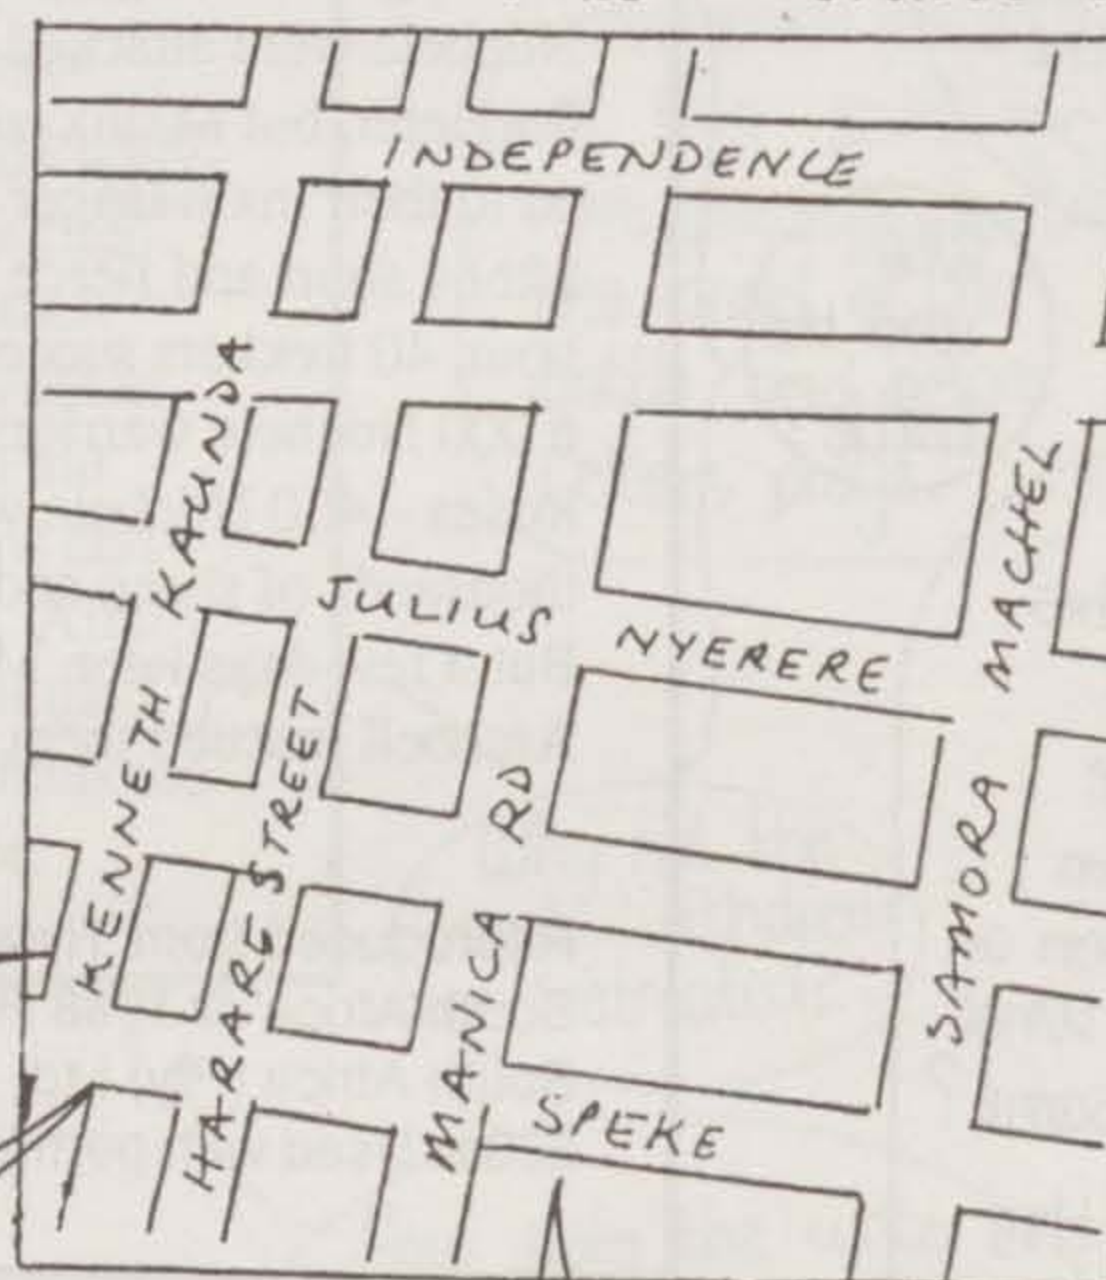 INDEPENDENCE
KENNETH KAUNDA
JULIUS NYERERE
HARARE STREET
MANICA RD
SAMORA MACHEL
SPEKE